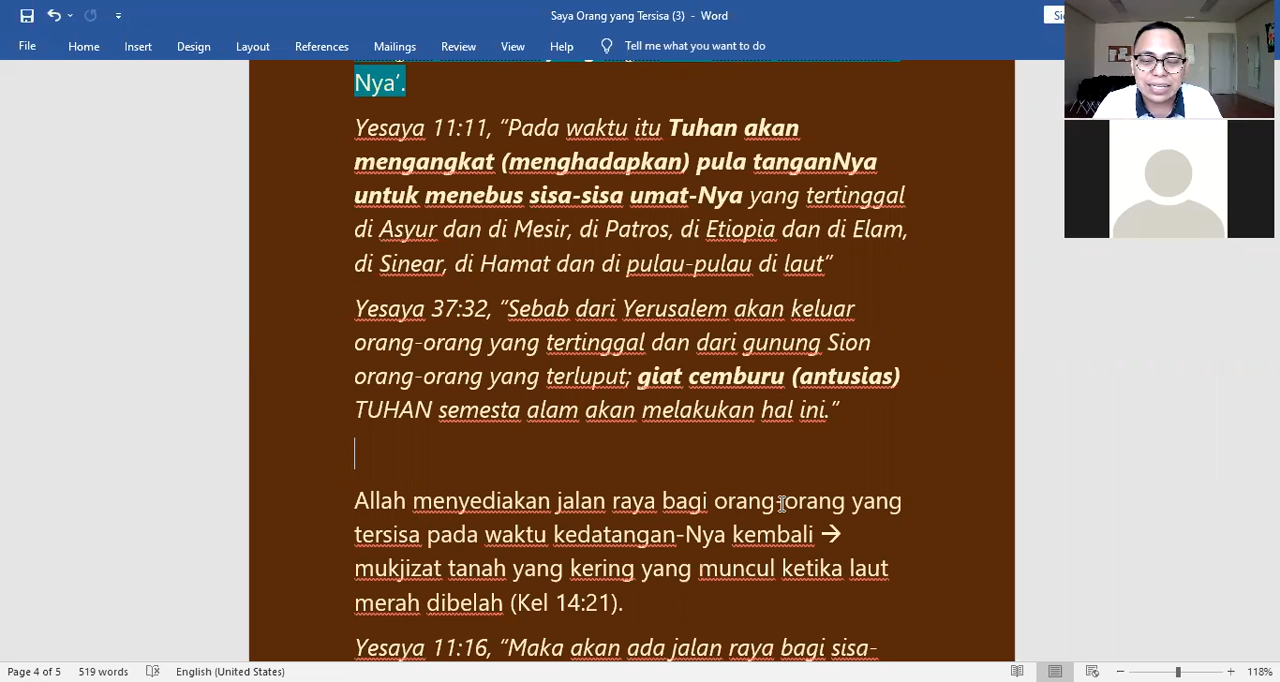 Saya Orang yang Tersisa (3) - Word
File Home Insert Design Layout References Mailings Review View Help Tell me what you want to do
Nya’.
Yesaya 11:11, “Pada waktu itu Tuhan akan
mengangkat (menghadapkan) pula tanganNya
untuk menebus sisa-sisa umat-Nya yang tertinggal
di Asyur dan di Mesir, di Patros, di Etiopia dan di Elam,
di Sinear, di Hamat dan di pulau-pulau di laut”
Yesaya 37:32, “Sebab dari Yerusalem akan keluar
orang-orang yang tertinggal dan dari gunung Sion
orang-orang yang terluput; giat cemburu (antusias)
TUHAN semesta alam akan melakukan hal ini.”
Allah menyediakan jalan raya bagi orang-orang yang
tersisa pada waktu kedatangan-Nya kembali →
mukjizat tanah yang kering yang muncul ketika laut
merah dibelah (Kel 14:21).
Yesaya 11:16, “Maka akan ada jalan raya bagi sisa-
Page 4 of 5 519 words English (United States) 118%